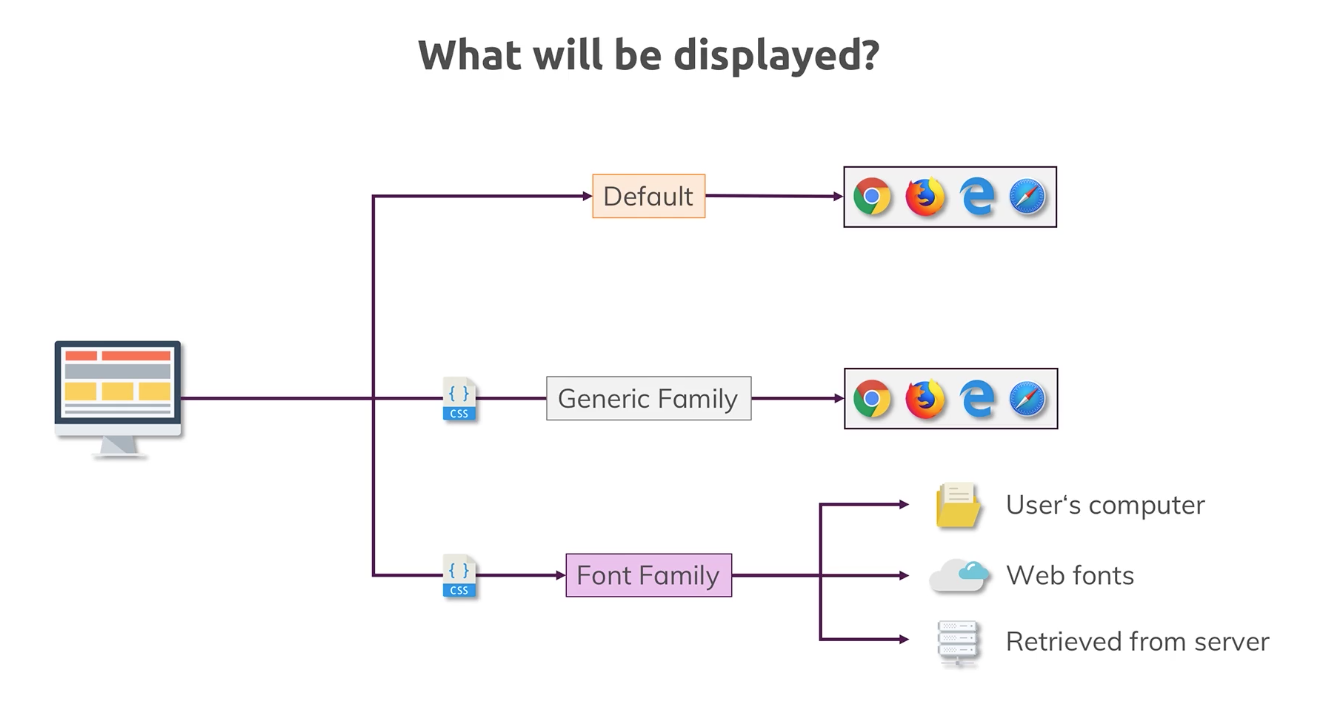 What will be displayed?
Default
{ }
CSS
Generic Family
User‘s computer
{ }
CSS
Font Family
Web fonts
Retrieved from server